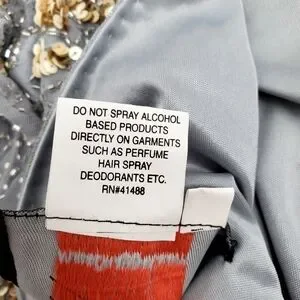 DO NOT SPRAY ALCOHOL
BASED PRODUCTS
DIRECTLY ON GARMENTS
SUCH AS PERFUME
HAIR SPRAY
DEODORANTS ETC.
RN#41488